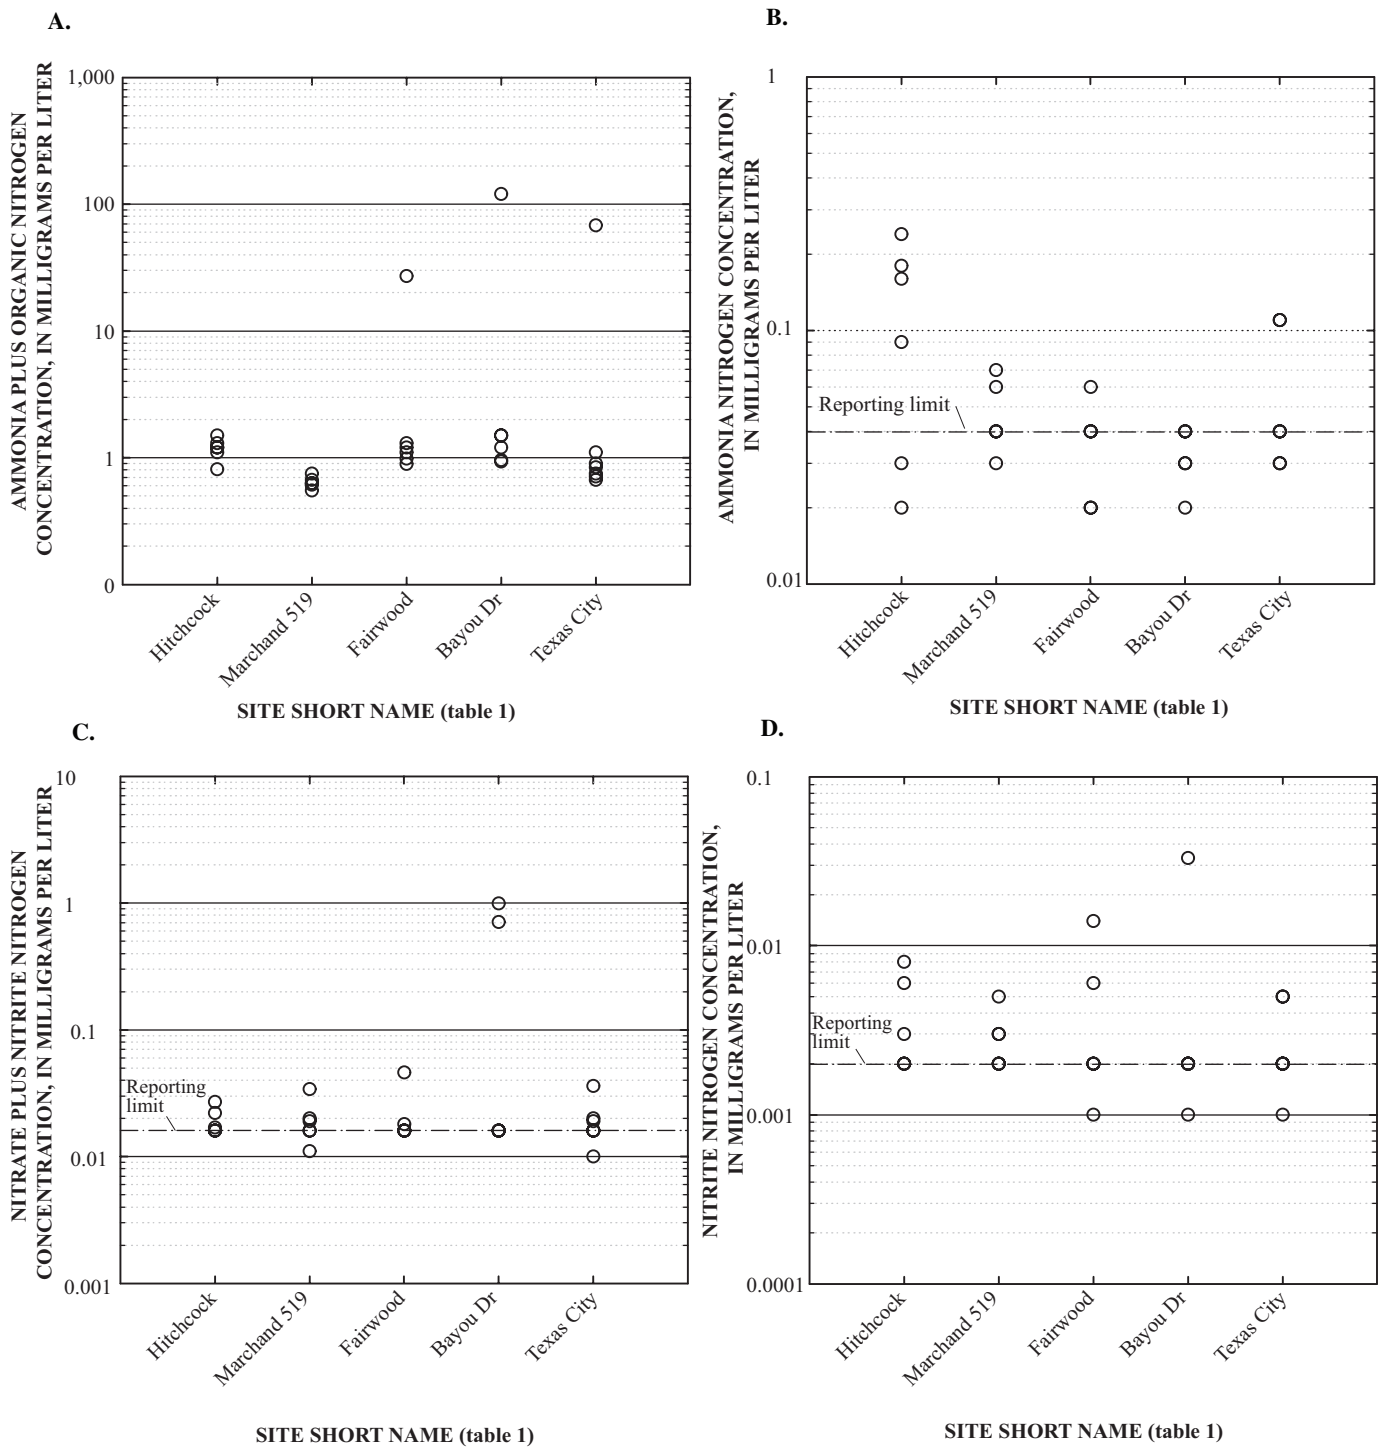 A.
AMMONIA PLUS ORGANIC NITROGEN
CONCENTRATION, IN MILLIGRAMS PER LITER
1,000
100
10
1
0
Hitchcock
Marchand 519
Fairwood
Bayou Dr
Texas City
SITE SHORT NAME (table 1)
B.
AMMONIA NITROGEN CONCENTRATION,
IN MILLIGRAMS PER LITER
1
0.1
0.01
Reporting limit
Hitchcock
Marchand 519
Fairwood
Bayou Dr
Texas City
SITE SHORT NAME (table 1)
C.
NITRATE PLUS NITRITE NITROGEN
CONCENTRATION, IN MILLIGRAMS PER LITER
10
1
0.1
0.01
0.001
Reporting
limit
Hitchcock
Marchand 519
Fairwood
Bayou Dr
Texas City
SITE SHORT NAME (table 1)
D.
NITRITE NITROGEN CONCENTRATION,
IN MILLIGRAMS PER LITER
0.1
0.01
0.001
0.0001
Reporting
limit
Hitchcock
Marchand 519
Fairwood
Bayou Dr
Texas City
SITE SHORT NAME (table 1)